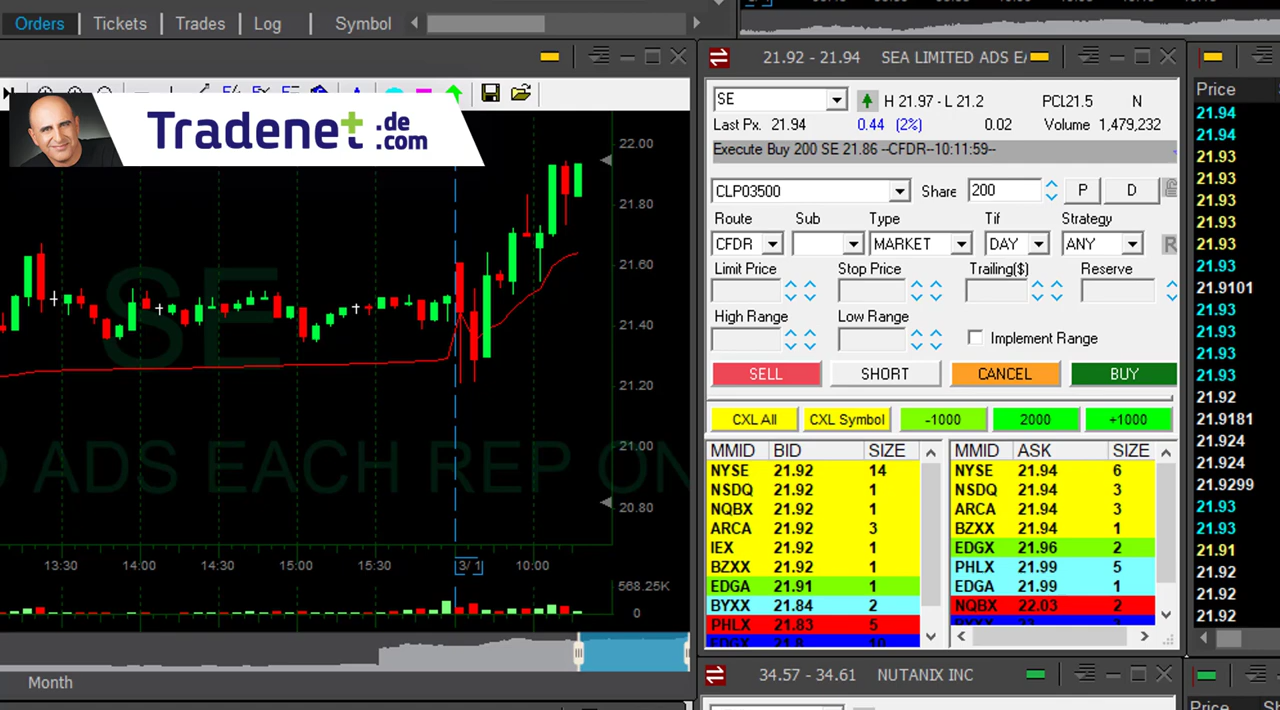 Orders Tickets Trades Log Symbol
Tradenet .de .com
SE
ADS EACH REP ON
22.00
21.80
21.60
21.40
21.20
21.00
20.80
13:30 14:00 14:30 15:00 15:30 3/ 1 10:00
568.25K
0
Month
21.92 - 21.94 SEA LIMITED ADS EA
SE H 21.97 - L 21.2 PCL21.5 N
Last Px. 21.94 0.44 (2%) 0.02 Volume 1,479,232
Execute Buy 200 SE 21.86 --CFDR--10:11:59--
CLP03500 Share 200 P D
Route Sub Type Tif Strategy
CFDR MARKET DAY ANY R
Limit Price Stop Price Trailing($) Reserve
High Range Low Range
Implement Range
SELL SHORT CANCEL BUY
CXL All CXL Symbol -1000 2000 +1000
MMID BID SIZE MMID ASK SIZE
NYSE 21.92 14 NYSE 21.94 6
NSDQ 21.92 1 NSDQ 21.94 3
NQBX 21.92 1 ARCA 21.94 3
ARCA 21.92 3 BZXX 21.94 1
IEX 21.92 1 EDGX 21.96 2
BZXX 21.92 1 PHLX 21.99 5
EDGA 21.91 1 EDGA 21.99 1
BYXX 21.84 2 NQBX 22.03 2
PHLX 21.83 5
EDGX 21.8 10
34.57 - 34.61 NUTANIX INC
Price
21.94
21.94
21.93
21.93
21.93
21.93
21.93
21.93
21.9101
21.93
21.93
21.93
21.93
21.92
21.9181
21.924
21.924
21.9299
21.93
21.93
21.91
21.92
21.92
21.92
Price